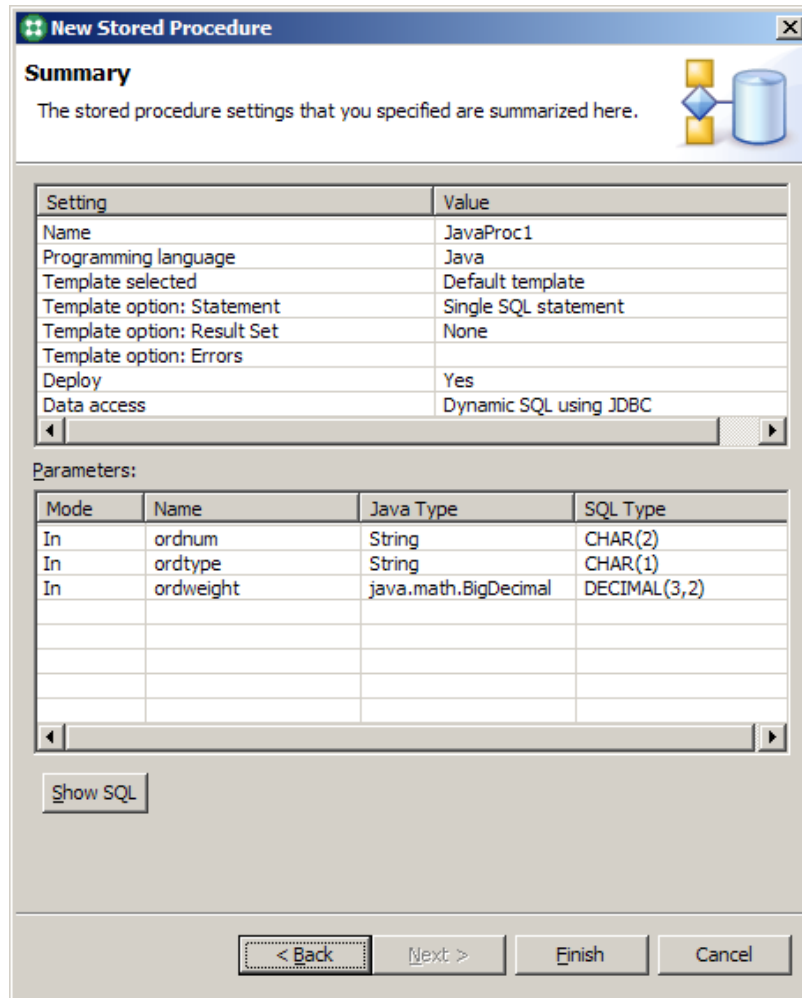 New Stored Procedure
Summary
The stored procedure settings that you specified are summarized here.
Setting Value
Name JavaProc1
Programming language Java
Template selected Default template
Template option: Statement Single SQL statement
Template option: Result Set None
Template option: Errors
Deploy Yes
Data access Dynamic SQL using JDBC
Parameters:
Mode Name Java Type SQL Type
In ordnum String CHAR(2)
In ordtype String CHAR(1)
In ordweight java.math.BigDecimal DECIMAL(3,2)
Show SQL
< Back Next > Finish Cancel